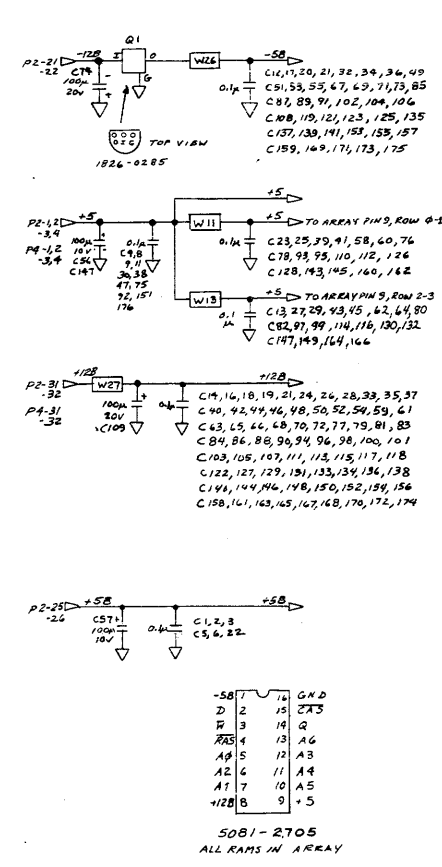 Q1
P2-21 -12B I O W26 -5B
-22 C74 G
100μ 0.1μ C12,17,20,21,32,34,36,49
20V C51,53,55,67,69,71,73,85
C87,89,91,102,104,106
C108,119,121,123,125,135
C137,139,141,153,155,157
C159,169,171,173,175
OIG TOP VIEW
1826-0285
+5
P2-1,2 +5 W11 +5 TO ARRAY PIN 9, ROW Ø-1
-3,4
P4-1,2
-3,4
100μ
10V
C56
C147
0.1μ
C4,8
9,11
30,38
47,75
92,151
176
0.1μ C23,25,39,41,58,60,76
C78,93,95,110,112,126
C128,143,145,160,162
W13 +5 TO ARRAY PIN 9, ROW 2-3
0.1μ C13,27,29,43,45,62,64,80
C82,97,99,114,116,130,132
C147,149,164,166
P2-31 +12B W27 +12B
-32
P4-31
-32
100μ
20V
C109
0.1μ C14,16,18,19,21,24,26,28,33,35,37
C40,42,44,46,48,50,52,54,59,61
C63,65,66,68,70,72,77,79,81,83
C84,86,88,90,94,96,98,100,101
C103,105,107,111,113,115,117,118
C122,127,129,131,133,134,136,138
C140,144,146,148,150,152,154,156
C158,161,163,165,167,168,170,172,174
P2-25 +5B +5B
-26
C57+
100μ
10V
0.1μ C1,2,3
C5,6,22
-5B 1 16 GND
D 2 15 CAS
W 3 14 Q
RAS 4 13 A6
AØ 5 12 A3
A2 6 11 A4
A1 7 10 A5
+12B 8 9 +5
5081-2705
ALL RAMS IN ARRAY